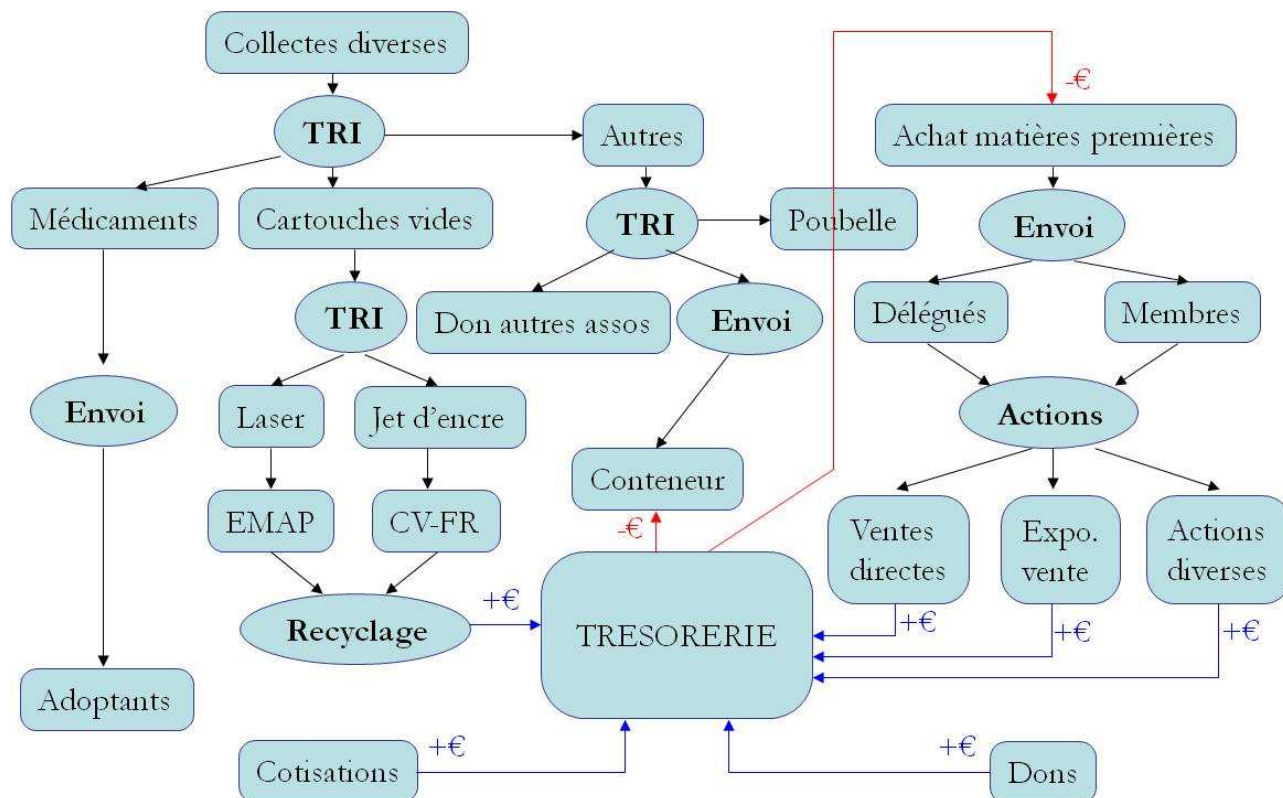 Collectes diverses
-€
TRI
Autres
Achat matières premières
Médicaments
Cartouches vides
TRI
Poubelle
Envoi
TRI
Don autres assos
Envoi
Délégués
Membres
Envoi
Laser
Jet d'encre
Actions
Conteneur
EMAP
CV-FR
-€
Ventes
directes
Expo.
vente
Actions
diverses
Recyclage
+€
TRESORERIE
+€
+€
+€
Adoptants
+€
+€
Cotisations
Dons